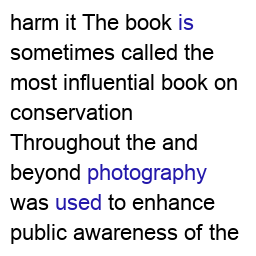 harm it The book is
sometimes called the
most influential book on
conservation
Throughout the and
beyond photography
was used to enhance
public awareness of the